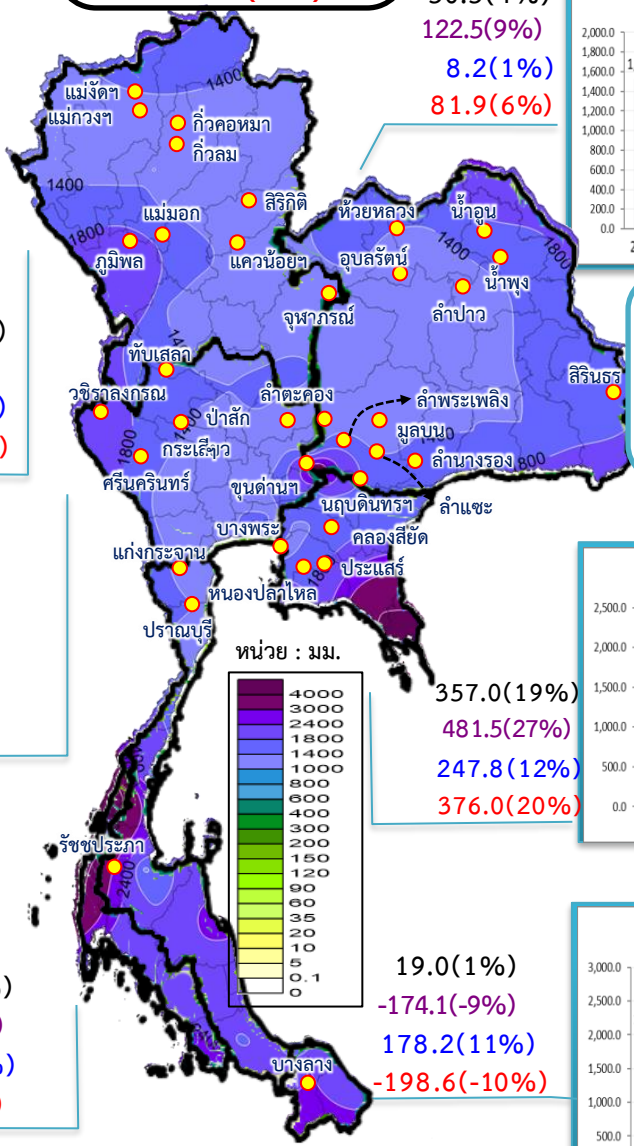 122.5(9%)
8.2(1%)
81.9(6%)
2,000.0
1,800.0
1,600.0
1,400.0
1,200.0
1,000.0
800.0
600.0
400.0
200.0
0.0
1400
แม่งัดฯ
แม่กวงฯ
กิ่วคอหมา
กิ่วลม
1400
สิริกิติ์
แม่มอก
1800
ภูมิพล
แควน้อยฯ
ห้วยหลวง
น้ำอูน
1400
1800
อุบลรัตน์
น้ำพุง
จุฬาภรณ์
ลำปาว
ทับเสลา
สิรินธร
วชิราลงกรณ
ลำตะคอง
ลำพระเพลิง
ป่าสัก
1400
มูลบน
1800
กระเสียว
1400
ศรีนครินทร์
ลำนางรอง
800
ขุนด่านฯ
นฤบดินทรฯ
ลำแซะ
บางพระ
คลองสียัด
แก่งกระจาน
ประแสร์
หนองปลาไหล
ปราณบุรี
หน่วย : มม.
4000
3000
2400
1800
1400
1000
800
600
400
300
200
150
120
90
60
35
20
10
5
0.1
0
357.0(19%)
481.5(27%)
247.8(12%)
376.0(20%)
2,500.0
2,000.0
1,500.0
1,000.0
500.0
0.0
รัชชประภา
2400
19.0(1%)
-174.1(-9%)
178.2(11%)
-198.6(-10%)
บางลาง
3,000.0
2,500.0
2,000.0
1,500.0
1,000.0
500.0